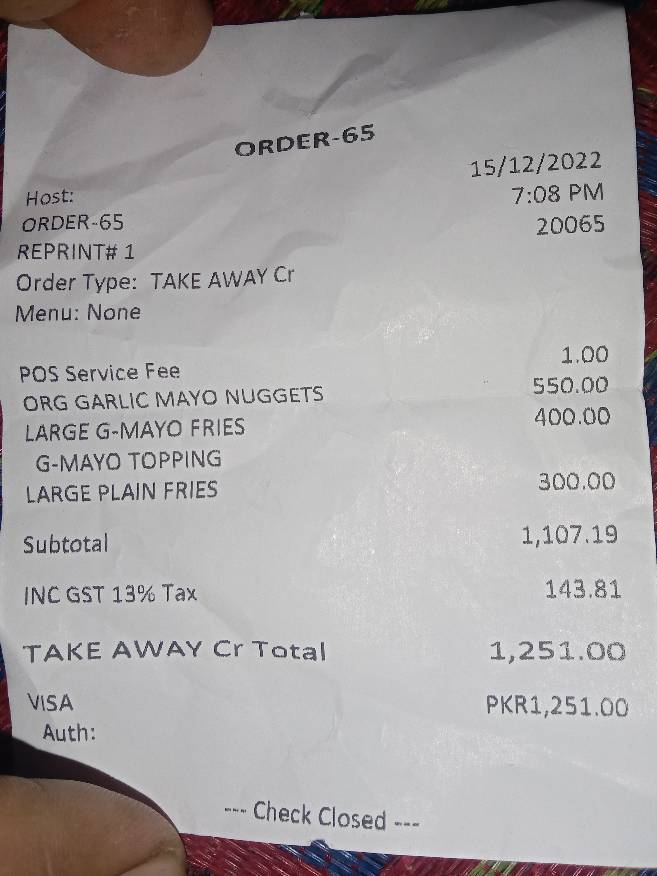 ORDER-65
15/12/2022
Host: 7:08 PM
ORDER-65 20065
REPRINT# 1
Order Type: TAKE AWAY Cr
Menu: None
POS Service Fee 1.00
ORG GARLIC MAYO NUGGETS 550.00
LARGE G-MAYO FRIES 400.00
G-MAYO TOPPING
LARGE PLAIN FRIES 300.00
Subtotal 1,107.19
INC GST 13% Tax 143.81
TAKE AWAY Cr Total 1,251.00
VISA PKR1,251.00
Auth:
--- Check Closed ---